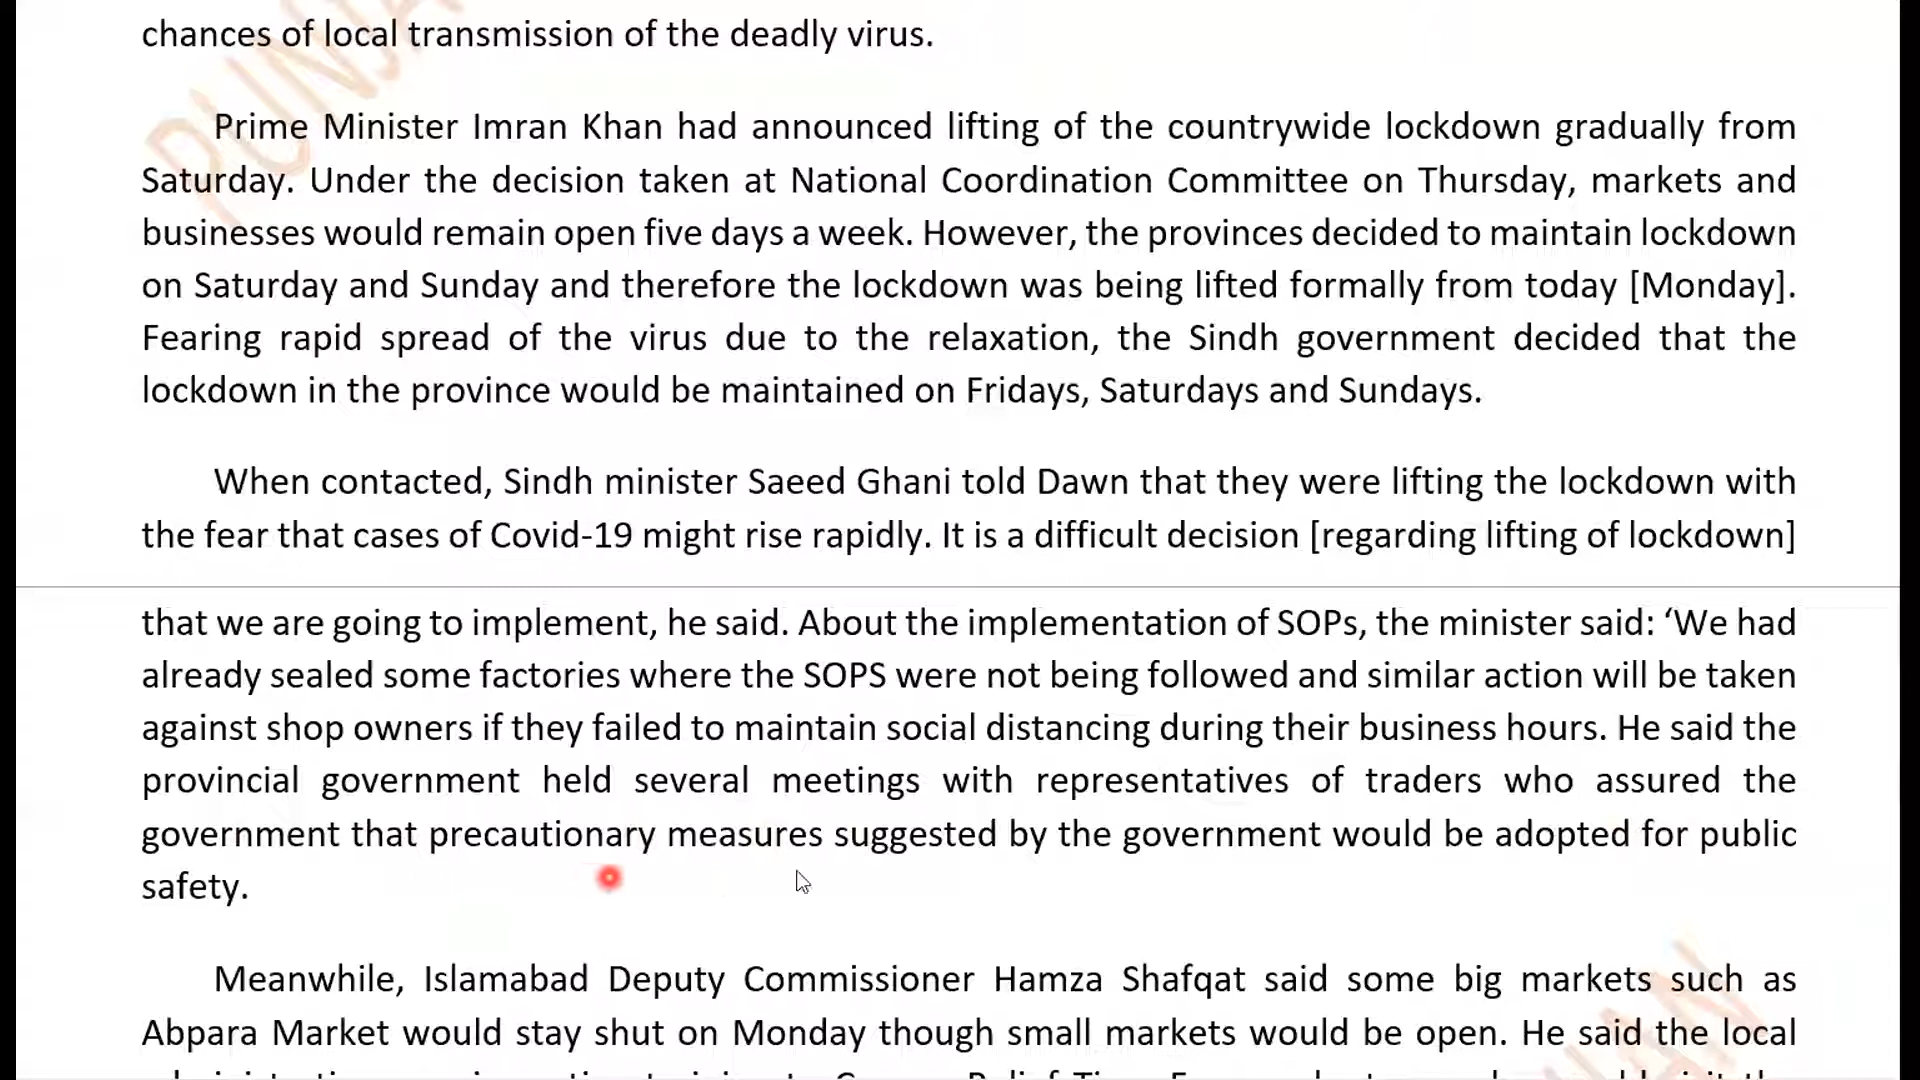 chances of local transmission of the deadly virus.
Prime Minister Imran Khan had announced lifting of the countrywide lockdown gradually from
Saturday. Under the decision taken at National Coordination Committee on Thursday, markets and
businesses would remain open five days a week. However, the provinces decided to maintain lockdown
on Saturday and Sunday and therefore the lockdown was being lifted formally from today [Monday].
Fearing rapid spread of the virus due to the relaxation, the Sindh government decided that the
lockdown in the province would be maintained on Fridays, Saturdays and Sundays.
When contacted, Sindh minister Saeed Ghani told Dawn that they were lifting the lockdown with
the fear that cases of Covid-19 might rise rapidly. It is a difficult decision [regarding lifting of lockdown]
that we are going to implement, he said. About the implementation of SOPs, the minister said: ‘We had
already sealed some factories where the SOPS were not being followed and similar action will be taken
against shop owners if they failed to maintain social distancing during their business hours. He said the
provincial government held several meetings with representatives of traders who assured the
government that precautionary measures suggested by the government would be adopted for public
safety.
Meanwhile, Islamabad Deputy Commissioner Hamza Shafqat said some big markets such as
Abpara Market would stay shut on Monday though small markets would be open. He said the local